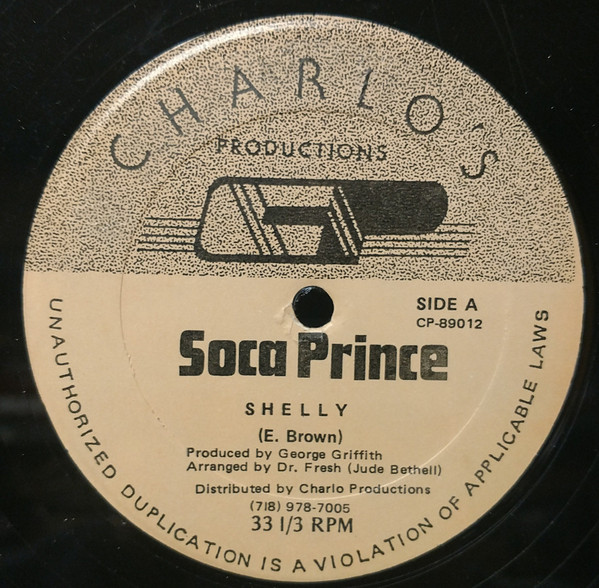 CHARLO'S
PRODUCTIONS
SIDE A
CP-89012
Soca Prince
SHELLY
(E. Brown)
Produced by George Griffith
Arranged by Dr. Fresh (Jude Bethell)
Distributed by Charlo Productions
(718) 978-7005
33 1/3 RPM
UNAUTHORIZED DUPLICATION IS A VIOLATION OF APPLICABLE LAWS